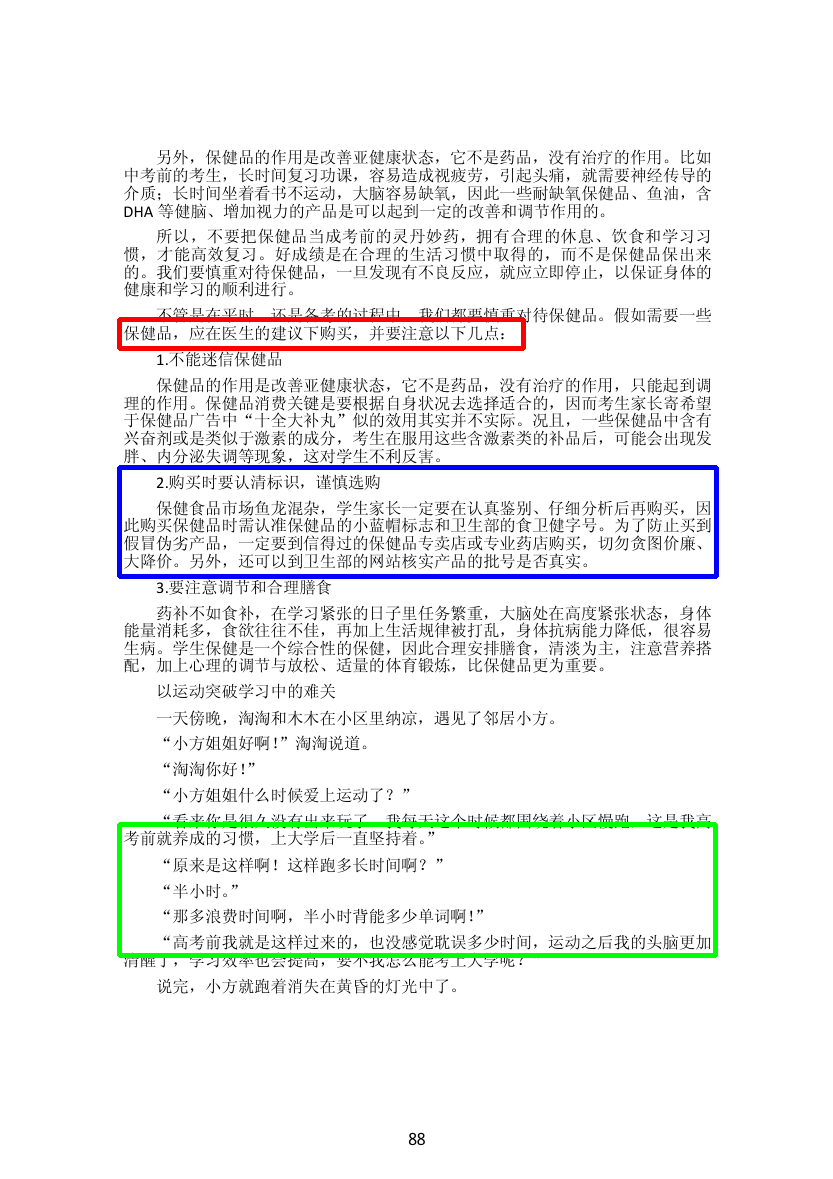 另外，保健品的作用是改善亚健康状态，它不是药品，没有治疗的作用。比如
中考前的考生，长时间复习功课，容易造成视疲劳，引起头痛，就需要神经传导的
介质；长时间坐着看书不运动，大脑容易缺氧，因此一些耐缺氧保健品、鱼油，含
DHA 等健脑、增加视力的产品是可以起到一定的改善和调节作用的。
所以，不要把保健品当成考前的灵丹妙药，拥有合理的休息、饮食和学习习
惯，才能高效复习。好成绩是在合理的生活习惯中取得的，而不是保健品保出来
的。我们要慎重对待保健品，一旦发现有不良反应，就应立即停止，以保证身体的
健康和学习的顺利进行。
不管是在平时，还是备考的过程中，我们都要慎重对待保健品。假如需要一些
保健品，应在医生的建议下购买，并要注意以下几点：
1.不能迷信保健品
保健品的作用是改善亚健康状态，它不是药品，没有治疗的作用，只能起到调
理的作用。保健品消费关键是要根据自身状况去选择适合的，因而考生家长寄希望
于保健品广告中“十全大补丸”似的效用其实并不实际。况且，一些保健品中含有
兴奋剂或是类似于激素的成分，考生在服用这些含激素类的补品后，可能会出现发
胖、内分泌失调等现象，这对学生不利反害。
2.购买时要认清标识，谨慎选购
保健食品市场鱼龙混杂，学生家长一定要在认真鉴别、仔细分析后再购买，因
此购买保健品时需认准保健品的小蓝帽标志和卫生部的食卫健字号。为了防止买到
假冒伪劣产品，一定要到信得过的保健品专卖店或专业药店购买，切勿贪图价廉、
大降价。另外，还可以到卫生部的网站核实产品的批号是否真实。
3.要注意调节和合理膳食
药补不如食补，在学习紧张的日子里任务繁重，大脑处在高度紧张状态，身体
能量消耗多，食欲往往不佳，再加上生活规律被打乱，身体抗病能力降低，很容易
生病。学生保健是一个综合性的保健，因此合理安排膳食，清淡为主，注意营养搭
配，加上心理的调节与放松、适量的体育锻炼，比保健品更为重要。
以运动突破学习中的难关
一天傍晚，淘淘和木木在小区里纳凉，遇见了邻居小方。
“小方姐姐好啊！”淘淘说道。
“淘淘你好！”
“小方姐姐什么时候爱上运动了？”
“看来你是很久没有出来玩了，我每天这个时候都围绕着小区慢跑，这是我高
考前就养成的习惯，上大学后一直坚持着。”
“原来是这样啊！这样跑多长时间啊？”
“半小时。”
“那多浪费时间啊，半小时背能多少单词啊！”
“高考前我就是这样过来的，也没感觉耽误多少时间，运动之后我的头脑更加
清醒了，学习效率也会提高，要不我怎么能考上大学呢？
说完，小方就跑着消失在黄昏的灯光中了。
88